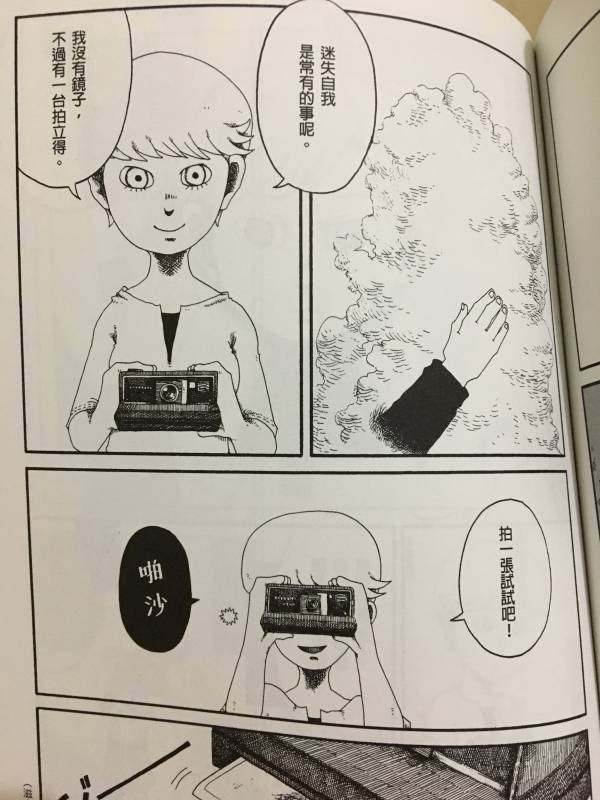 迷失自我
是常有的事呢。
我沒有鏡子，
不過有一台拍立得。
拍一張試試吧！
啪沙